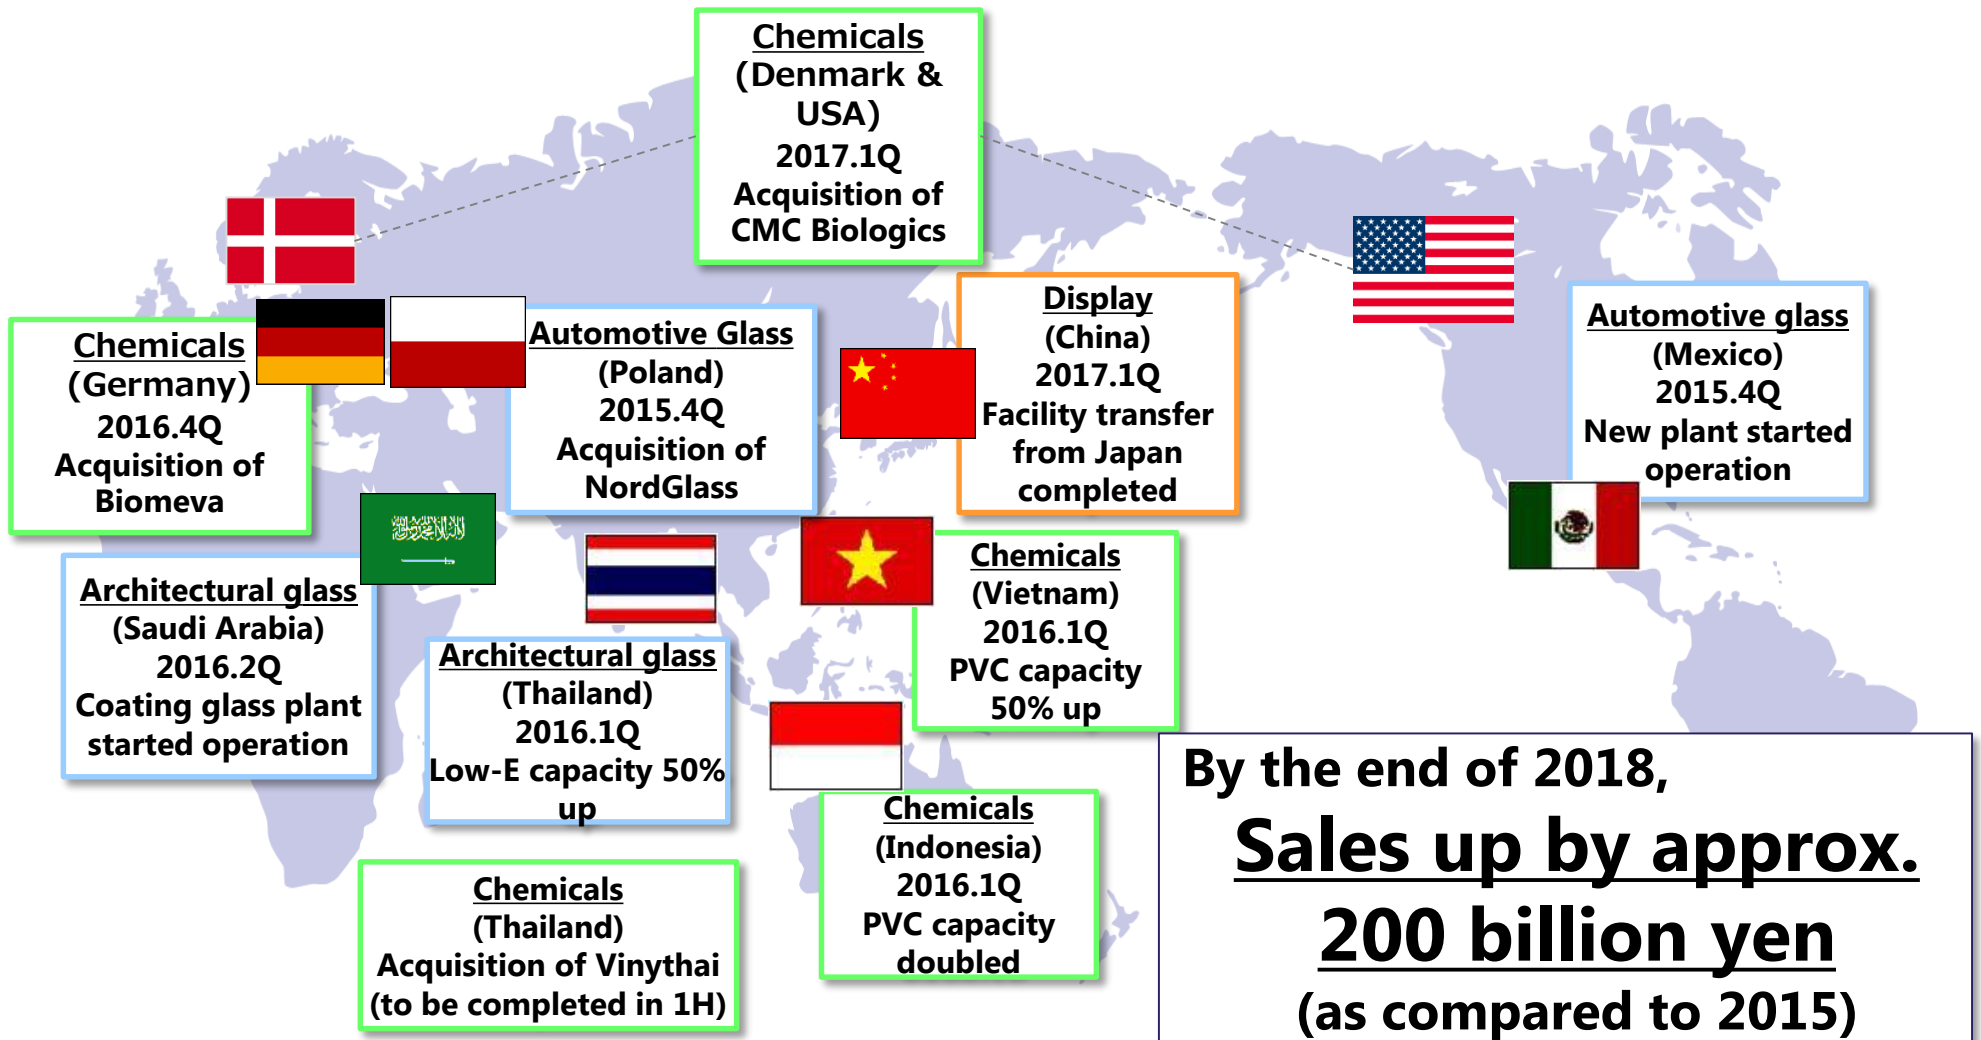 Chemicals
(Denmark &
USA)
2017.1Q
Acquisition of
CMC Biologics
Chemicals
(Germany)
2016.4Q
Acquisition of
Biomeva
Automotive Glass
(Poland)
2015.4Q
Acquisition of
NordGlass
Display
(China)
2017.1Q
Facility transfer
from Japan
completed
Automotive glass
(Mexico)
2015.4Q
New plant started
operation
Architectural glass
(Saudi Arabia)
2016.2Q
Coating glass plant
started operation
Architectural glass
(Thailand)
2016.1Q
Low-E capacity 50%
up
Chemicals
(Vietnam)
2016.1Q
PVC capacity
50% up
Chemicals
(Indonesia)
2016.1Q
PVC capacity
doubled
Chemicals
(Thailand)
Acquisition of Vinythai
(to be completed in 1H)
By the end of 2018,
Sales up by approx.
200 billion yen
(as compared to 2015)